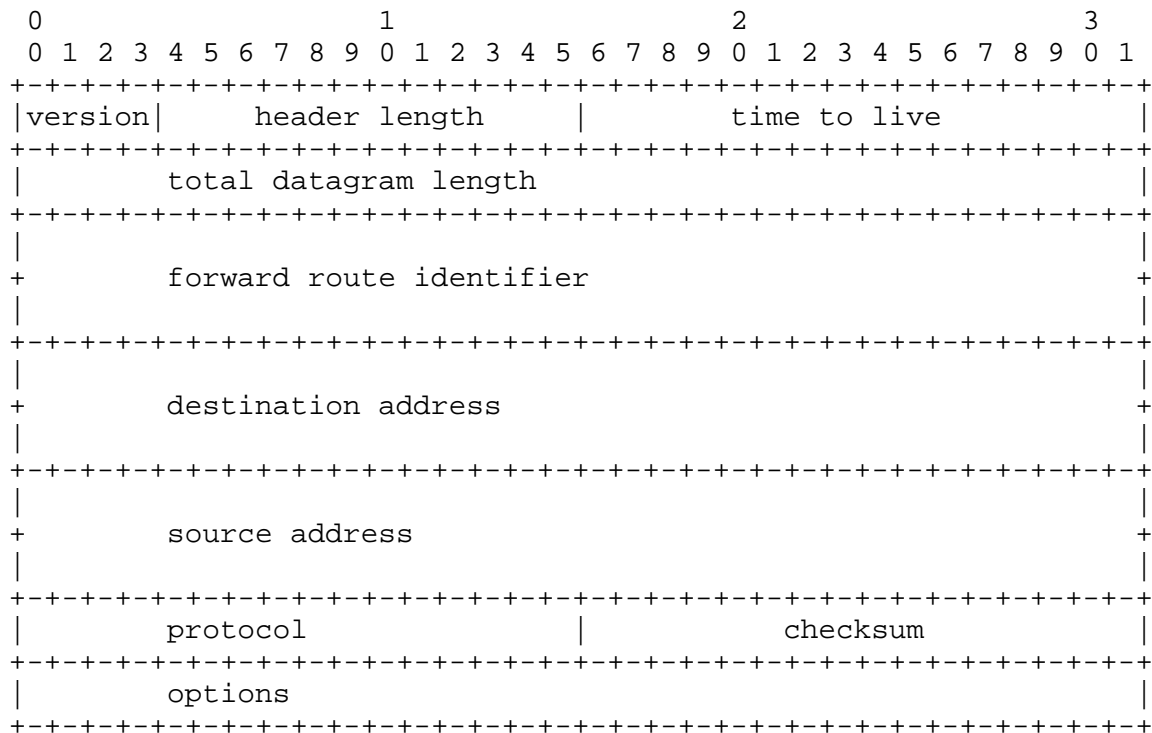 0                   1                   2                   3
 0 1 2 3 4 5 6 7 8 9 0 1 2 3 4 5 6 7 8 9 0 1 2 3 4 5 6 7 8 9 0 1
+-+-+-+-+-+-+-+-+-+-+-+-+-+-+-+-+-+-+-+-+-+-+-+-+-+-+-+-+-+-+-+-+
|version|     header length     |        time to live           |
+-+-+-+-+-+-+-+-+-+-+-+-+-+-+-+-+-+-+-+-+-+-+-+-+-+-+-+-+-+-+-+-+
|        total datagram length                                  |
+-+-+-+-+-+-+-+-+-+-+-+-+-+-+-+-+-+-+-+-+-+-+-+-+-+-+-+-+-+-+-+-+
|                                                               |
+        forward route identifier                               +
|                                                               |
+-+-+-+-+-+-+-+-+-+-+-+-+-+-+-+-+-+-+-+-+-+-+-+-+-+-+-+-+-+-+-+-+
|                                                               |
+        destination address                                    +
|                                                               |
+-+-+-+-+-+-+-+-+-+-+-+-+-+-+-+-+-+-+-+-+-+-+-+-+-+-+-+-+-+-+-+-+
|                                                               |
+        source address                                         +
|                                                               |
+-+-+-+-+-+-+-+-+-+-+-+-+-+-+-+-+-+-+-+-+-+-+-+-+-+-+-+-+-+-+-+-+
|        protocol               |           checksum            |
+-+-+-+-+-+-+-+-+-+-+-+-+-+-+-+-+-+-+-+-+-+-+-+-+-+-+-+-+-+-+-+-+
|        options                                                |
+-+-+-+-+-+-+-+-+-+-+-+-+-+-+-+-+-+-+-+-+-+-+-+-+-+-+-+-+-+-+-+-+